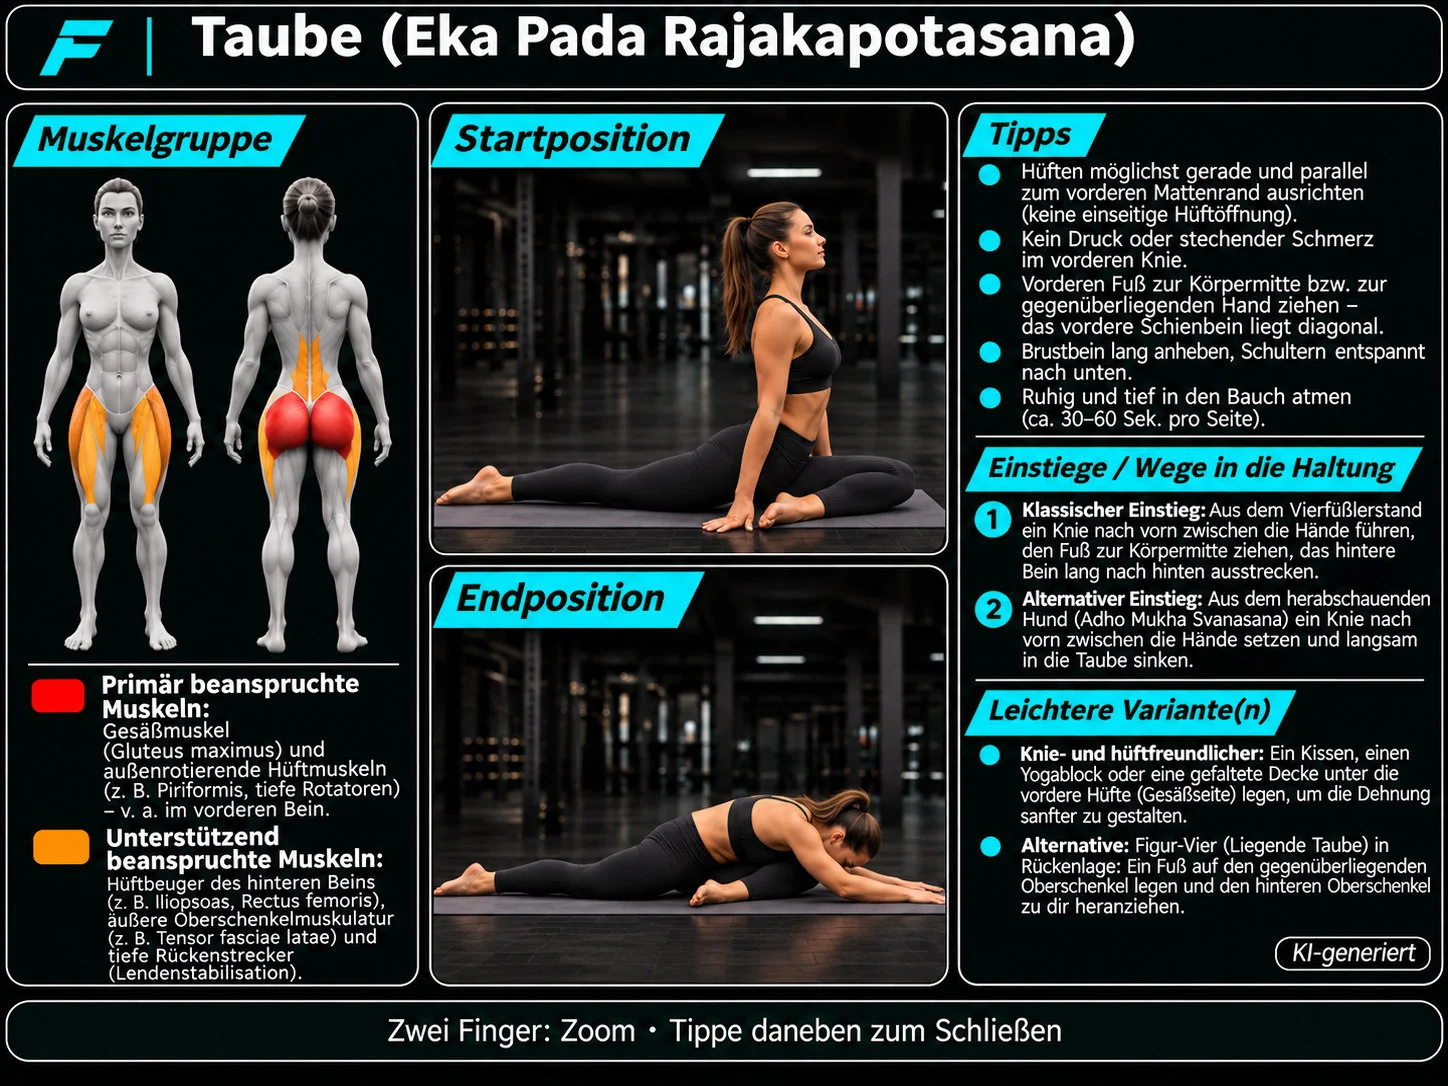 Taube (Eka Pada Rajakapotasana)
Muskelgruppe
Primär beanspruchte
Muskeln:
Gesäßmuskel
(Gluteus maximus) und
außenrotierende Hüftmuskeln
(z. B. Piriformis, tiefe Rotatoren)
– v. a. im vorderen Bein.
Unterstützend
beanspruchte Muskeln:
Hüftbeuger des hinteren Beins
(z. B. Iliopsoas, Rectus femoris),
äußere Oberschenkelmuskulatur
(z. B. Tensor fasciae latae) und
tiefe Rückenstrecker
(Lendenstabilisation).
Startposition
Endposition
Tipps
Hüften möglichst gerade und parallel
zum vorderen Mattenrand ausrichten
(keine einseitige Hüftöffnung).
Kein Druck oder stechender Schmerz
im vorderen Knie.
Vorderen Fuß zur Körpermitte bzw. zur
gegenüberliegenden Hand ziehen –
das vordere Schienbein liegt diagonal.
Brustbein lang anheben, Schultern entspannt
nach unten.
Ruhig und tief in den Bauch atmen
(ca. 30–60 Sek. pro Seite).
Einstiege / Wege in die Haltung
1 Klassischer Einstieg: Aus dem Vierfüßlerstand
ein Knie nach vorn zwischen die Hände führen,
den Fuß zur Körpermitte ziehen, das hintere
Bein lang nach hinten ausstrecken.
2 Alternativer Einstieg: Aus dem herabschauenden
Hund (Adho Mukha Svanasana) ein Knie nach
vorn zwischen die Hände setzen und langsam
in die Taube sinken.
Leichtere Variante(n)
Knie- und hüftfreundlicher: Ein Kissen, einen
Yogablock oder eine gefaltete Decke unter die
vordere Hüfte (Gesäßseite) legen, um die Dehnung
sanfter zu gestalten.
Alternative: Figur-Vier (Liegende Taube) in
Rückenlage: Ein Fuß auf den gegenüberliegenden
Oberschenkel legen und den hinteren Oberschenkel
zu dir heranziehen.
KI-generiert
Zwei Finger: Zoom • Tippe daneben zum Schließen